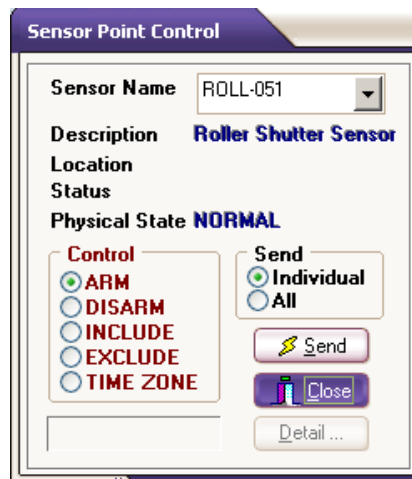 Sensor Point Control
Sensor Name ROLL-051
Description Roller Shutter Sensor
Location
Status
Physical State NORMAL
Control
ARM
DISARM
INCLUDE
EXCLUDE
TIME ZONE
Send
Individual
All
Send
Close
Detail ...